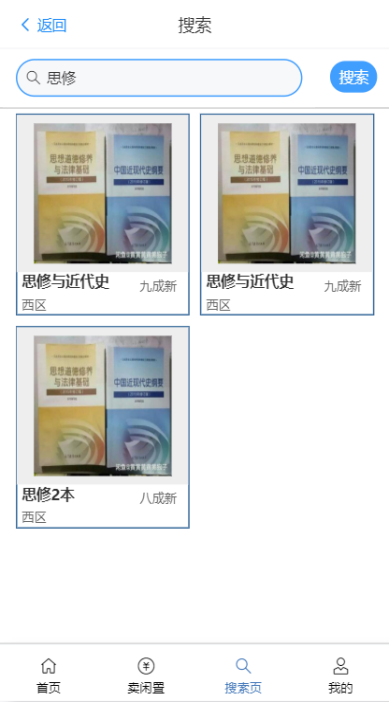 返回
搜索
思修
搜索
思想道德修养
与法律基础
中国近现代史纲要
思想道德修养
与法律基础
中国近现代史纲要
思修与近代史
九成新
西区
思修与近代史
九成新
西区
思想道德修养
与法律基础
中国近现代史纲要
思修2本
八成新
西区
首页
卖闲置
搜索页
我的